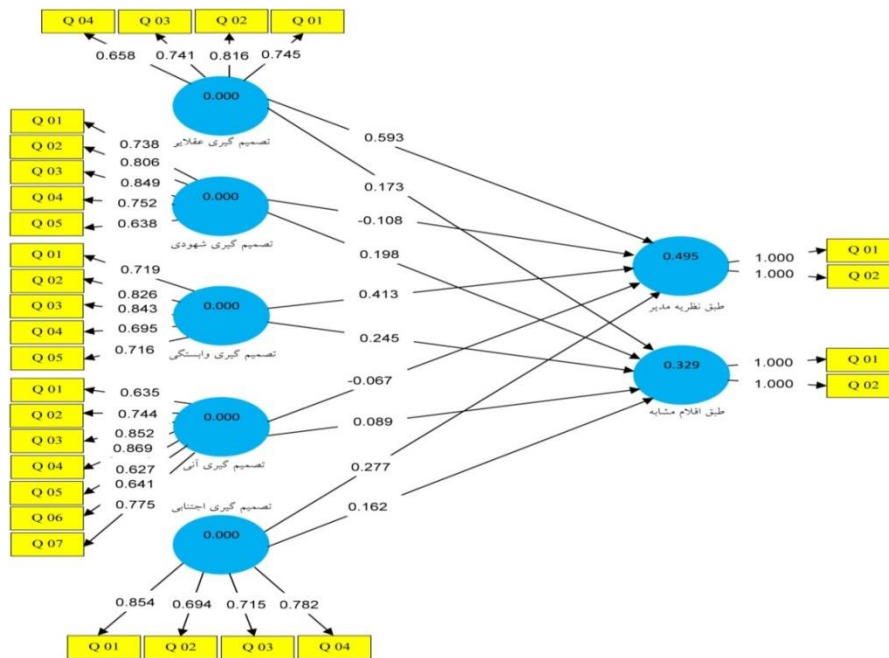 Q 04 Q 03 Q 02 Q 01
0.658 0.741 0.816 0.745
0.000
تصمیم گیری عقلایی
Q 01
Q 02
Q 03
Q 04
Q 05
0.738
0.806
0.849
0.752
0.638
0.000
تصمیم گیری شهودی
Q 01
Q 02
Q 03
Q 04
Q 05
0.719
0.826
0.843
0.695
0.716
0.000
تصمیم گیری وابستگی
Q 01
Q 02
Q 03
Q 04
Q 05
Q 06
Q 07
0.635
0.744
0.852
0.869
0.627
0.641
0.775
0.000
تصمیم گیری آنی
تصمیم گیری اجتنابی
0.000
0.854 0.694 0.715 0.782
Q 01 Q 02 Q 03 Q 04
0.593
0.173
-0.108
0.198
0.413
0.245
-0.067
0.089
0.277
0.162
0.495
طبق نظریه مدیر
1.000
1.000
Q 01
Q 02
0.329
طبق اقلام مشابه
1.000
1.000
Q 01
Q 02